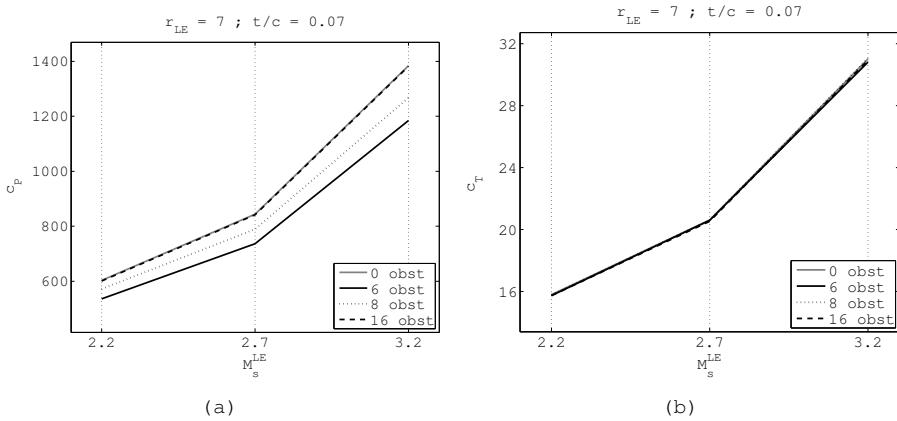 r_LE = 7 ; t/c = 0.07
1400
1200
1000
800
600
c_P
0 obst
6 obst
8 obst
16 obst
2.2 2.7 3.2
M_s^LE
(a)
r_LE = 7 ; t/c = 0.07
32
28
24
20
16
c_T
0 obst
6 obst
8 obst
16 obst
2.2 2.7 3.2
M_s^LE
(b)